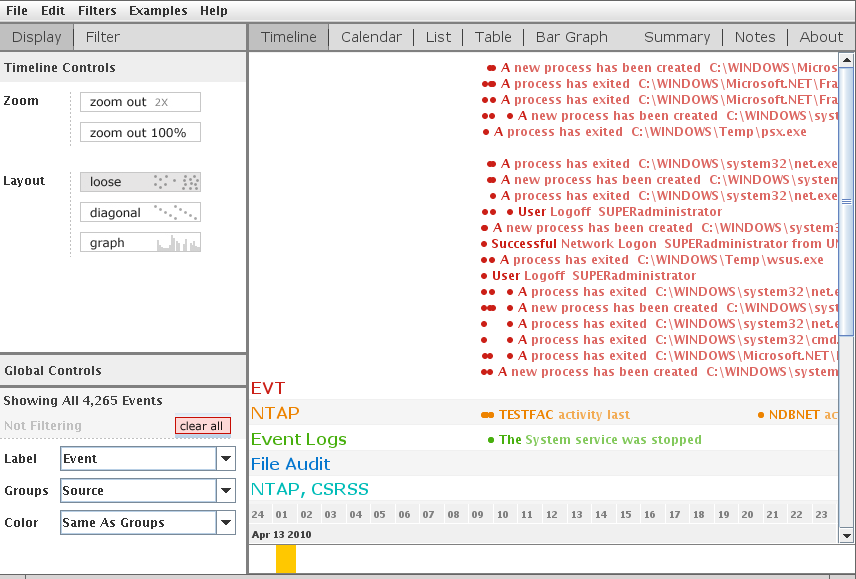 File Edit Filters Examples Help
Display Filter
Timeline Calendar List Table Bar Graph Summary Notes About
Timeline Controls
Zoom
zoom out 2X
zoom out 100%
Layout
loose
diagonal
graph
Global Controls
Showing All 4,265 Events
Not Filtering clear all
Label Event
Groups Source
Color Same As Groups
A new process has been created C:\WINDOWS\Micros
A process has exited C:\WINDOWS\Microsoft.NET\Fra
A process has exited C:\WINDOWS\Microsoft.NET\Fra
A new process has been created C:\WINDOWS\syst
A process has exited C:\WINDOWS\Temp\psx.exe
A process has exited C:\WINDOWS\system32\net.exe
A new process has been created C:\WINDOWS\system
A process has exited C:\WINDOWS\system32\net.exe
User Logoff SUPERadministrator
A new process has been created C:\WINDOWS\system3
Successful Network Logon SUPERadministrator from UN
A process has exited C:\WINDOWS\Temp\wsus.exe
User Logoff SUPERadministrator
A process has exited C:\WINDOWS\system32\net.e
A new process has been created C:\WINDOWS\syst
A process has exited C:\WINDOWS\system32\net.e
A process has exited C:\WINDOWS\system32\cmd.
A process has exited C:\WINDOWS\Microsoft.NET\
A new process has been created C:\WINDOWS\system
EVT
NTAP TESTFAC activity last NDBNET ac
Event Logs The System service was stopped
File Audit
NTAP, CSRSS
24 01 02 03 04 05 06 07 08 09 10 11 12 13 14 15 16 17 18 19 20 21 22 23
Apr 13 2010